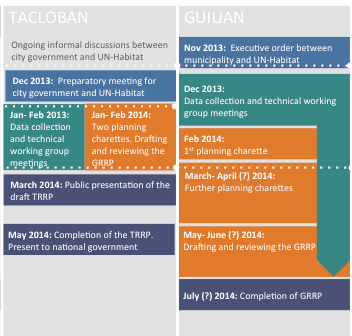 TACLOBAN
Ongoing informal discussions between
city government and UN-Habitat
Dec 2013: Preparatory meeting for
city government and UN-Habitat
Jan- Feb 2013:
Data collection
and technical
working group
meetings
Jan- Feb 2014:
Two planning
charettes. Drafting
and reviewing the
GRRP
March 2014: Public presentation of the
draft TRRP
May 2014: Completion of the TRRP.
Present to national government
GUIUAN
Nov 2013: Executive order between
municipality and UN-Habitat
Dec 2013:
Data collection and technical working
group meetings
Feb 2014:
1st planning charette
March- April (?) 2014:
Further planning charettes
May- June (?) 2014:
Drafting and reviewing the GRRP
July (?) 2014: Completion of GRRP